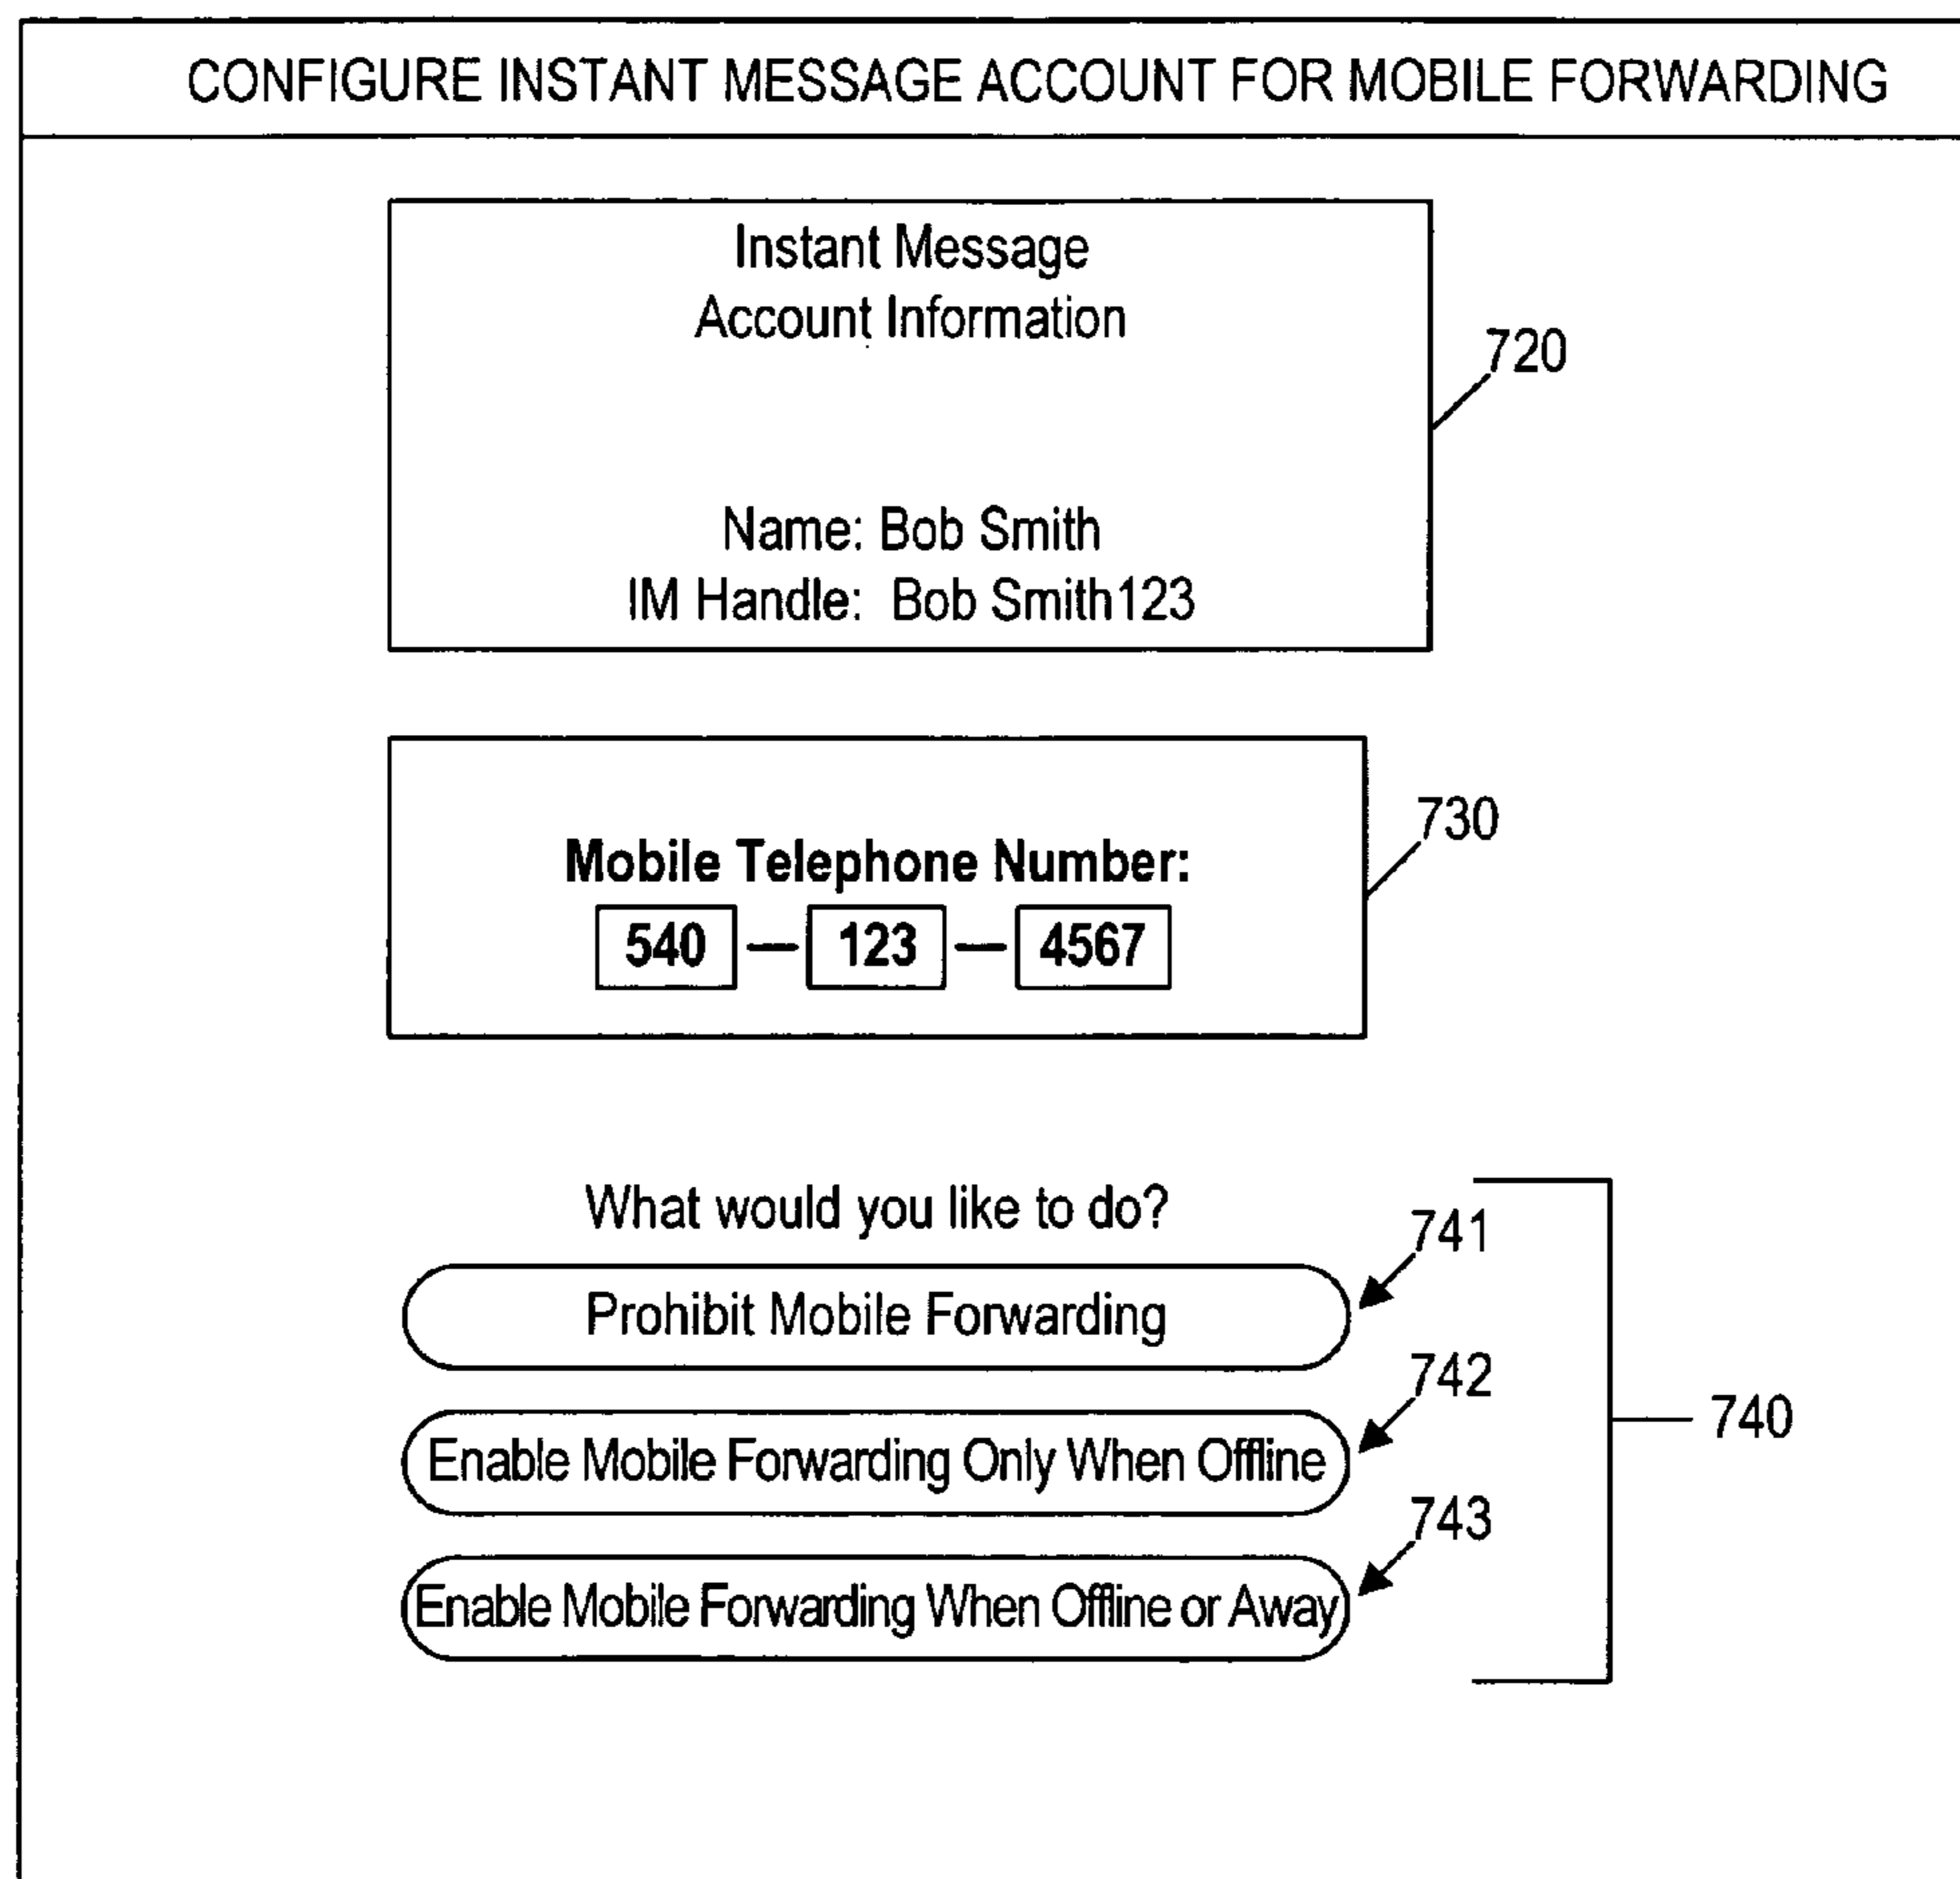 CONFIGURE INSTANT MESSAGE ACCOUNT FOR MOBILE FORWARDING
Instant Message
Account Information
720
Name: Bob Smith
IM Handle: Bob Smith123
730
Mobile Telephone Number:
540 — 123 — 4567
What would you like to do?
741
Prohibit Mobile Forwarding
742
Enable Mobile Forwarding Only When Offline
740
743
Enable Mobile Forwarding When Offline or Away